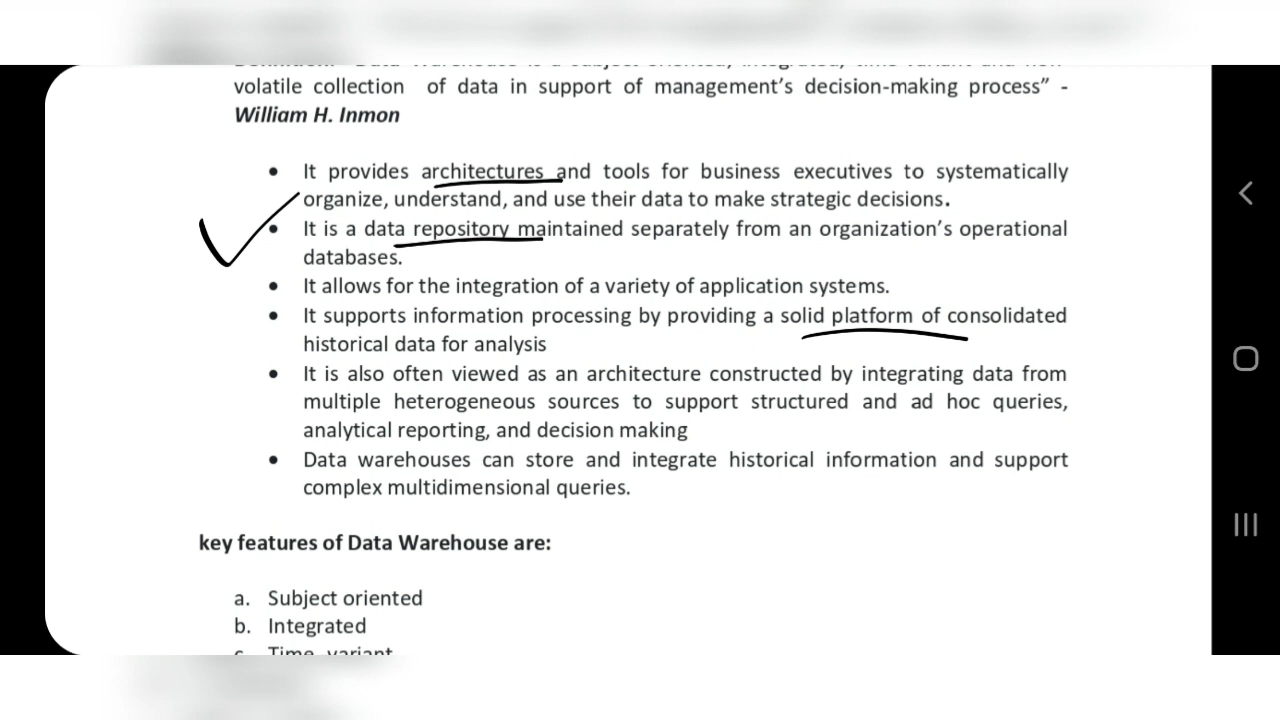 volatile collection of data in support of management's decision-making process" -
William H. Inmon
• It provides architectures and tools for business executives to systematically
organize, understand, and use their data to make strategic decisions.
• It is a data repository maintained separately from an organization's operational
databases.
• It allows for the integration of a variety of application systems.
• It supports information processing by providing a solid platform of consolidated
historical data for analysis
• It is also often viewed as an architecture constructed by integrating data from
multiple heterogeneous sources to support structured and ad hoc queries,
analytical reporting, and decision making
• Data warehouses can store and integrate historical information and support
complex multidimensional queries.
key features of Data Warehouse are:
a. Subject oriented
b. Integrated
c. Time variant